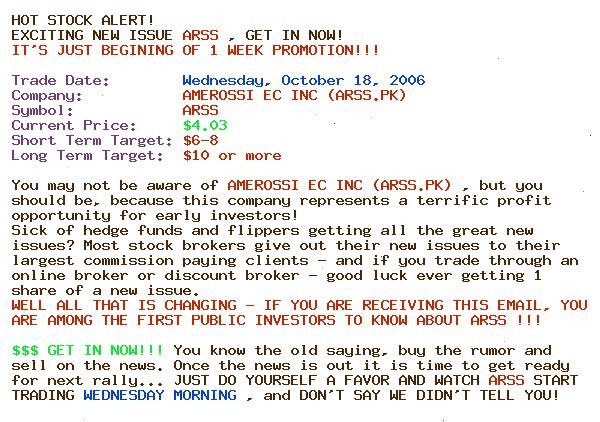 HOT STOCK ALERT!
EXCITING NEW ISSUE ARSS , GET IN NOW!
IT'S JUST BEGINING OF 1 WEEK PROMOTION!!!
Trade Date: Wednesday, October 18, 2006
Company: AMEROSSI EC INC (ARSS.PK)
Symbol: ARSS
Current Price: $4.03
Short Term Target: $6-8
Long Term Target: $10 or more
You may not be aware of AMEROSSI EC INC (ARSS.PK) , but you
should be, because this company represents a terrific profit
opportunity for early investors!
Sick of hedge funds and flippers getting all the great new
issues? Most stock brokers give out their new issues to their
largest commission paying clients - and if you trade through an
online broker or discount broker - good luck ever getting 1
share of a new issue.
WELL ALL THAT IS CHANGING - IF YOU ARE RECEIVING THIS EMAIL, YOU
ARE AMONG THE FIRST PUBLIC INVESTORS TO KNOW ABOUT ARSS !!!
$$$ GET IN NOW!!! You know the old saying, buy the rumor and
sell on the news. Once the news is out it is time to get ready
for next rally... JUST DO YOURSELF A FAVOR AND WATCH ARSS START
TRADING WEDNESDAY MORNING , and DON'T SAY WE DIDN'T TELL YOU!